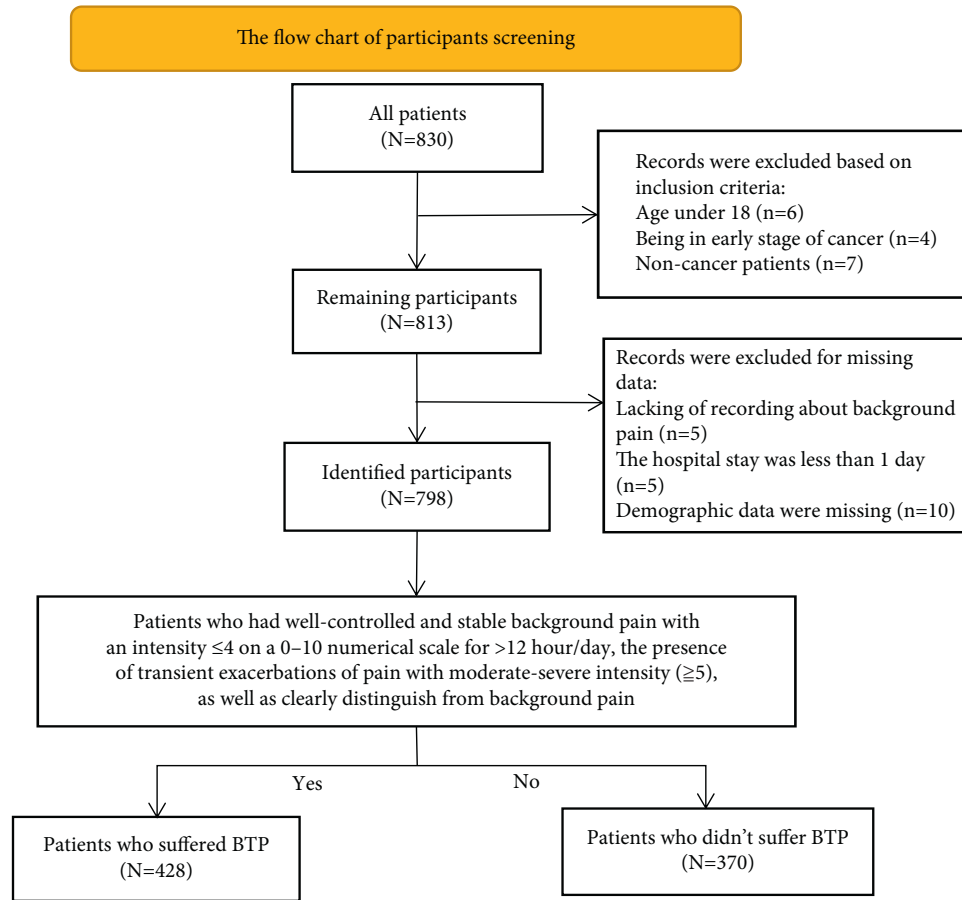 The flow chart of participants screening
All patients
(N=830)
Records were excluded based on
inclusion criteria:
Age under 18 (n=6)
Being in early stage of cancer (n=4)
Non-cancer patients (n=7)
Remaining participants
(N=813)
Records were excluded for missing
data:
Lacking of recording about background
pain (n=5)
The hospital stay was less than 1 day
(n=5)
Demographic data were missing (n=10)
Identified participants
(N=798)
Patients who had well-controlled and stable background pain with
an intensity ≤4 on a 0–10 numerical scale for >12 hour/day, the presence
of transient exacerbations of pain with moderate-severe intensity (≧5),
as well as clearly distinguish from background pain
Yes
No
Patients who suffered BTP
(N=428)
Patients who didn't suffer BTP
(N=370)